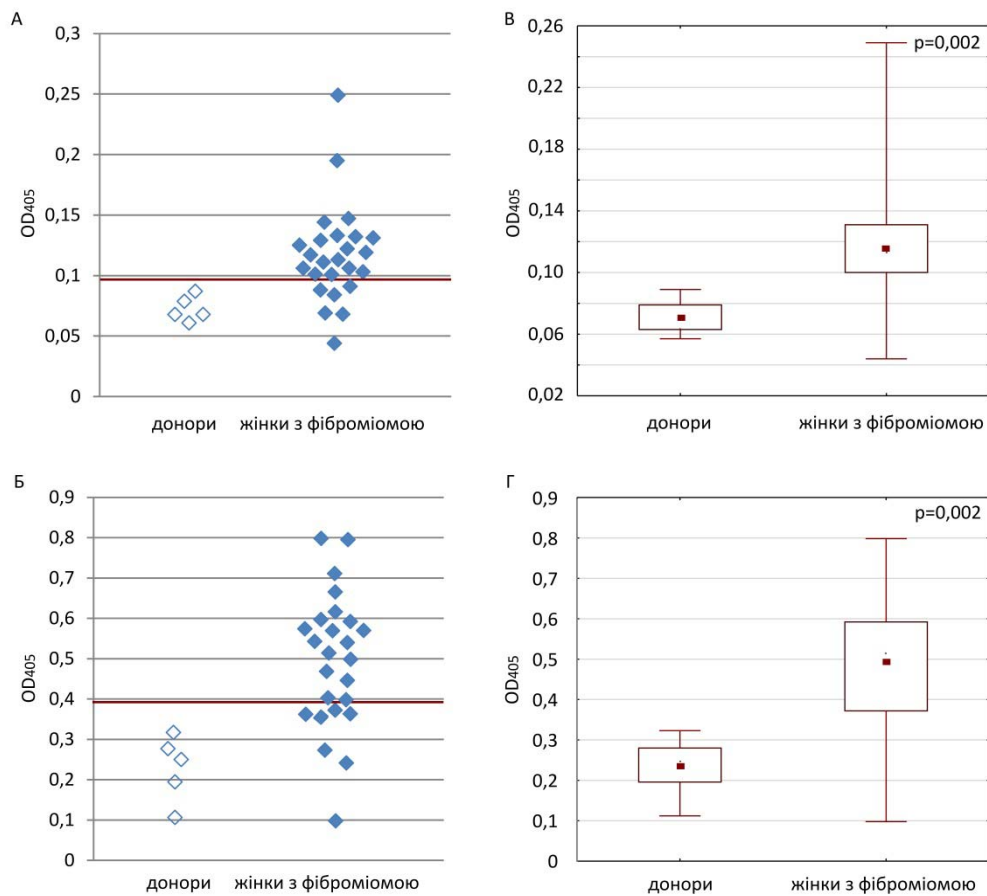 А
0,3
0,25
0,2
0,15
0,1
0,05
0
OD405
донори жінки з фіброміомою
В
p=0,002
0,26
0,22
0,18
0,14
0,10
0,06
0,02
OD405
донори жінки з фіброміомою
Б
0,9
0,8
0,7
0,6
0,5
0,4
0,3
0,2
0,1
0
OD405
донори жінки з фіброміомою
Г
p=0,002
0,9
0,8
0,7
0,6
0,5
0,4
0,3
0,2
0,1
0
OD405
донори жінки з фіброміомою